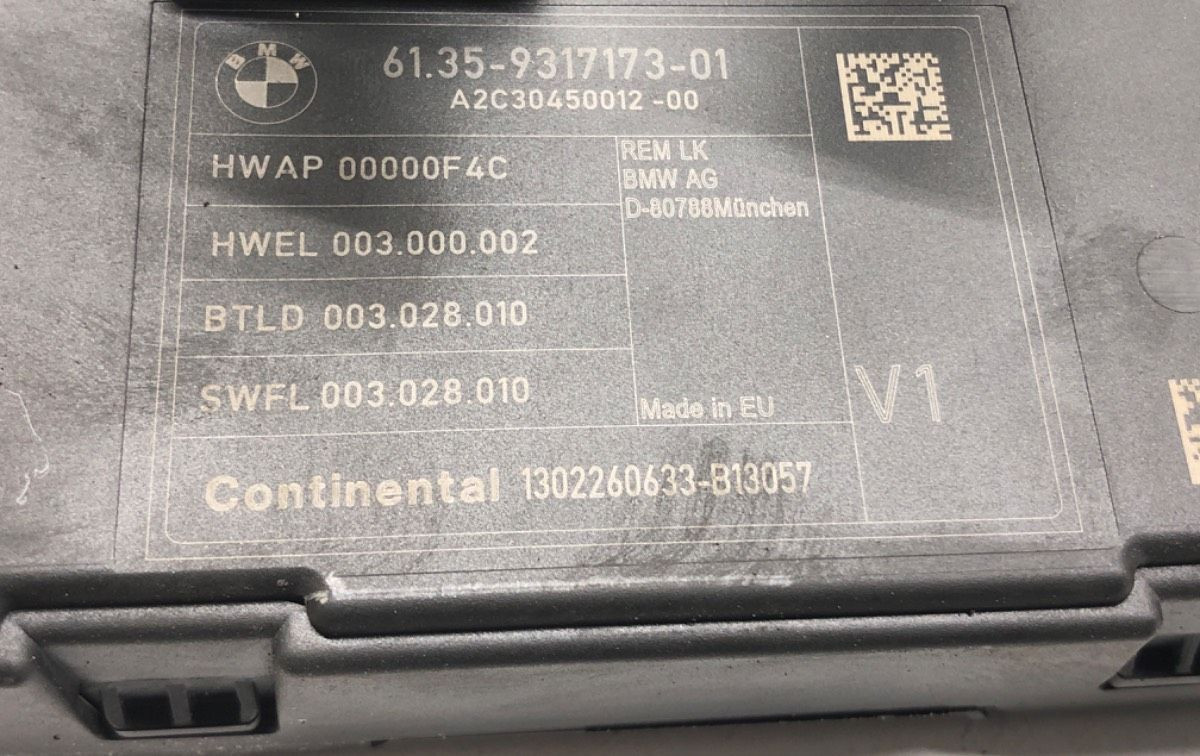 BMW
61.35-9317173-01
A2C30450012 -00
HWAP 00000F4C
REM LK
BMW AG
D-80788München
HWEL 003.000.002
BTLD 003.028.010
SWFL 003.028.010
Made in EU
V1
Continental 1302260633-B13057